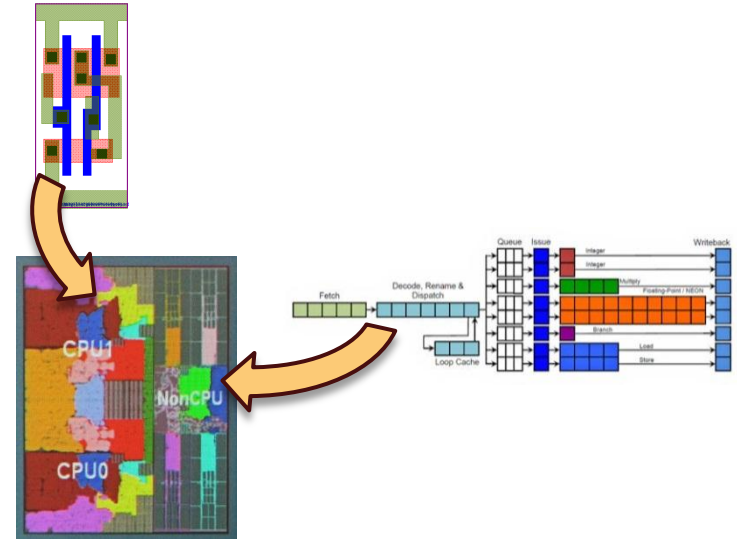 Queue
Issue
Writeback
Integer
Integer
Decode, Rename &
Dispatch
Fetch
Multiply
Floating-Point / NEON
Branch
Loop Cache
Load
Store
CPU1
NonCPU
CPU0